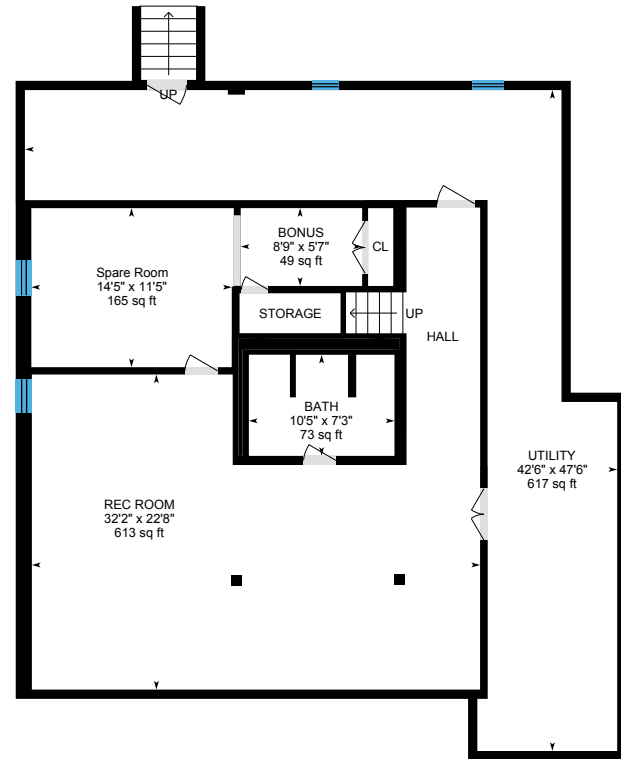 UP
BONUS
8'9" x 5'7"
49 sq ft
CL
Spare Room
14'5" x 11'5"
165 sq ft
STORAGE
UP
HALL
BATH
10'5" x 7'3"
73 sq ft
UTILITY
42'6" x 47'6"
617 sq ft
REC ROOM
32'2" x 22'8"
613 sq ft